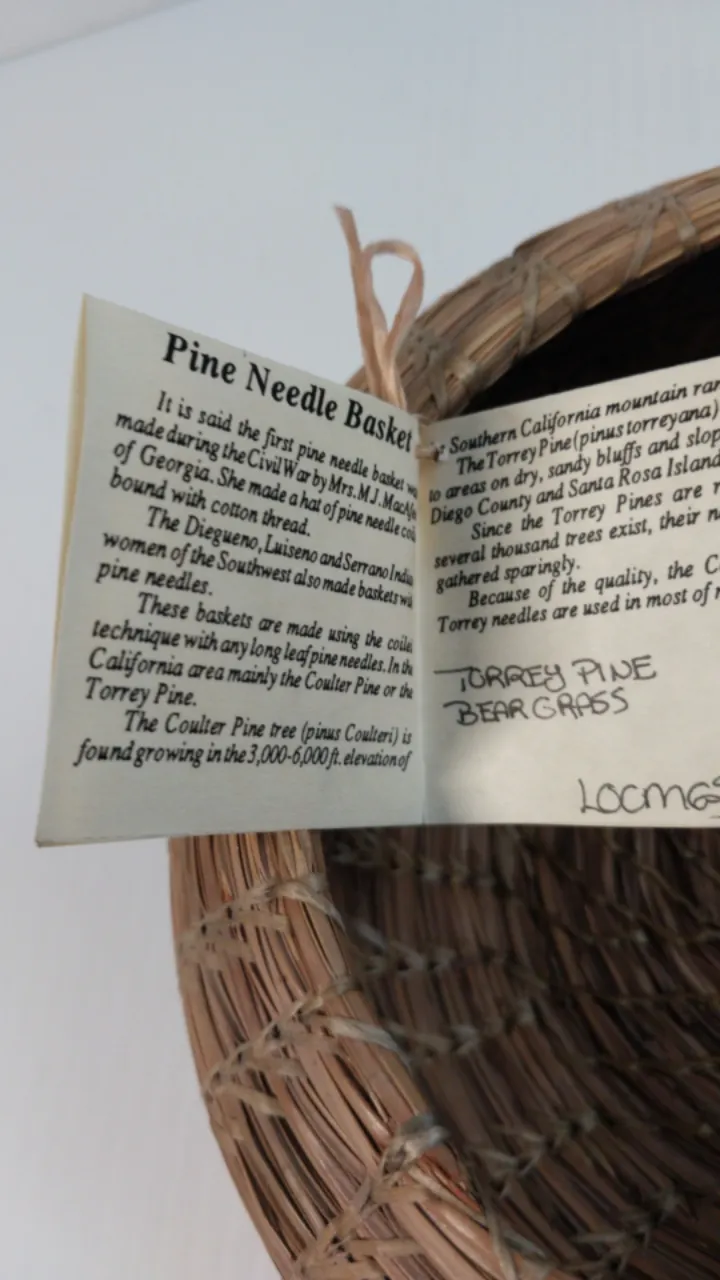 Pine Needle Basket
It is said the first pine needle basket
made during the Civil War by Mrs. M.J.
of Georgia. She made a hat of pine needle
bound with cotton thread.
The Diegueno, Luiseno and Serrano
women of the Southwest also made baskets
pine needles.
These baskets are made using the
technique with any long leaf pine needles. In the
California area mainly the Coulter Pine or the
Torrey Pine.
The Coulter Pine tree (pinus Coulteri) is
found growing in the 3,000-6,000 ft. elevation of
Southern California mountain
The Torrey Pine (pinus torreyana)
to areas on dry, sandy bluffs and
Diego County and Santa Rosa Island
Since the Torrey Pines are
several thousand trees exist, their
gathered sparingly.
Because of the quality, the
Torrey needles are used in most of
TORREY PINE
BEAR GRASS